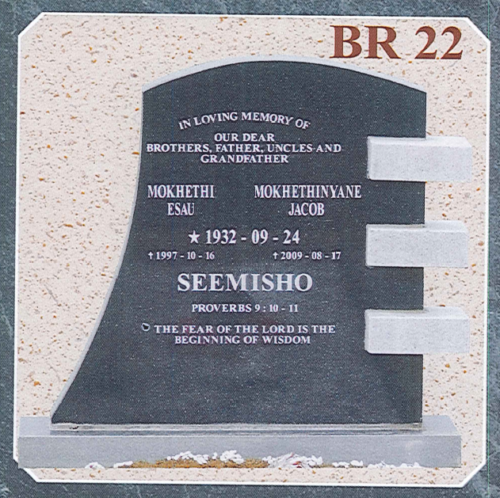 BR 22
IN LOVING MEMORY OF
OUR DEAR
BROTHERS, FATHER, UNCLES AND
GRANDFATHER
MOKHETHI MOKHETHINYANE
ESAU JACOB
★ 1932 - 09 - 24
† 1997 - 10 - 16 † 2009 - 08 - 17
SEEMISHO
PROVERBS 9 : 10 - 11
THE FEAR OF THE LORD IS THE
BEGINNING OF WISDOM